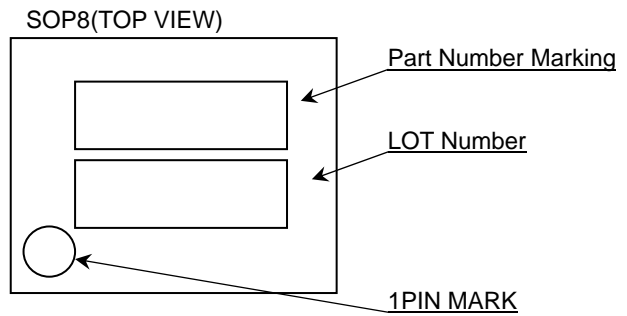 SOP8(TOP VIEW)
Part Number Marking
LOT Number
1PIN MARK